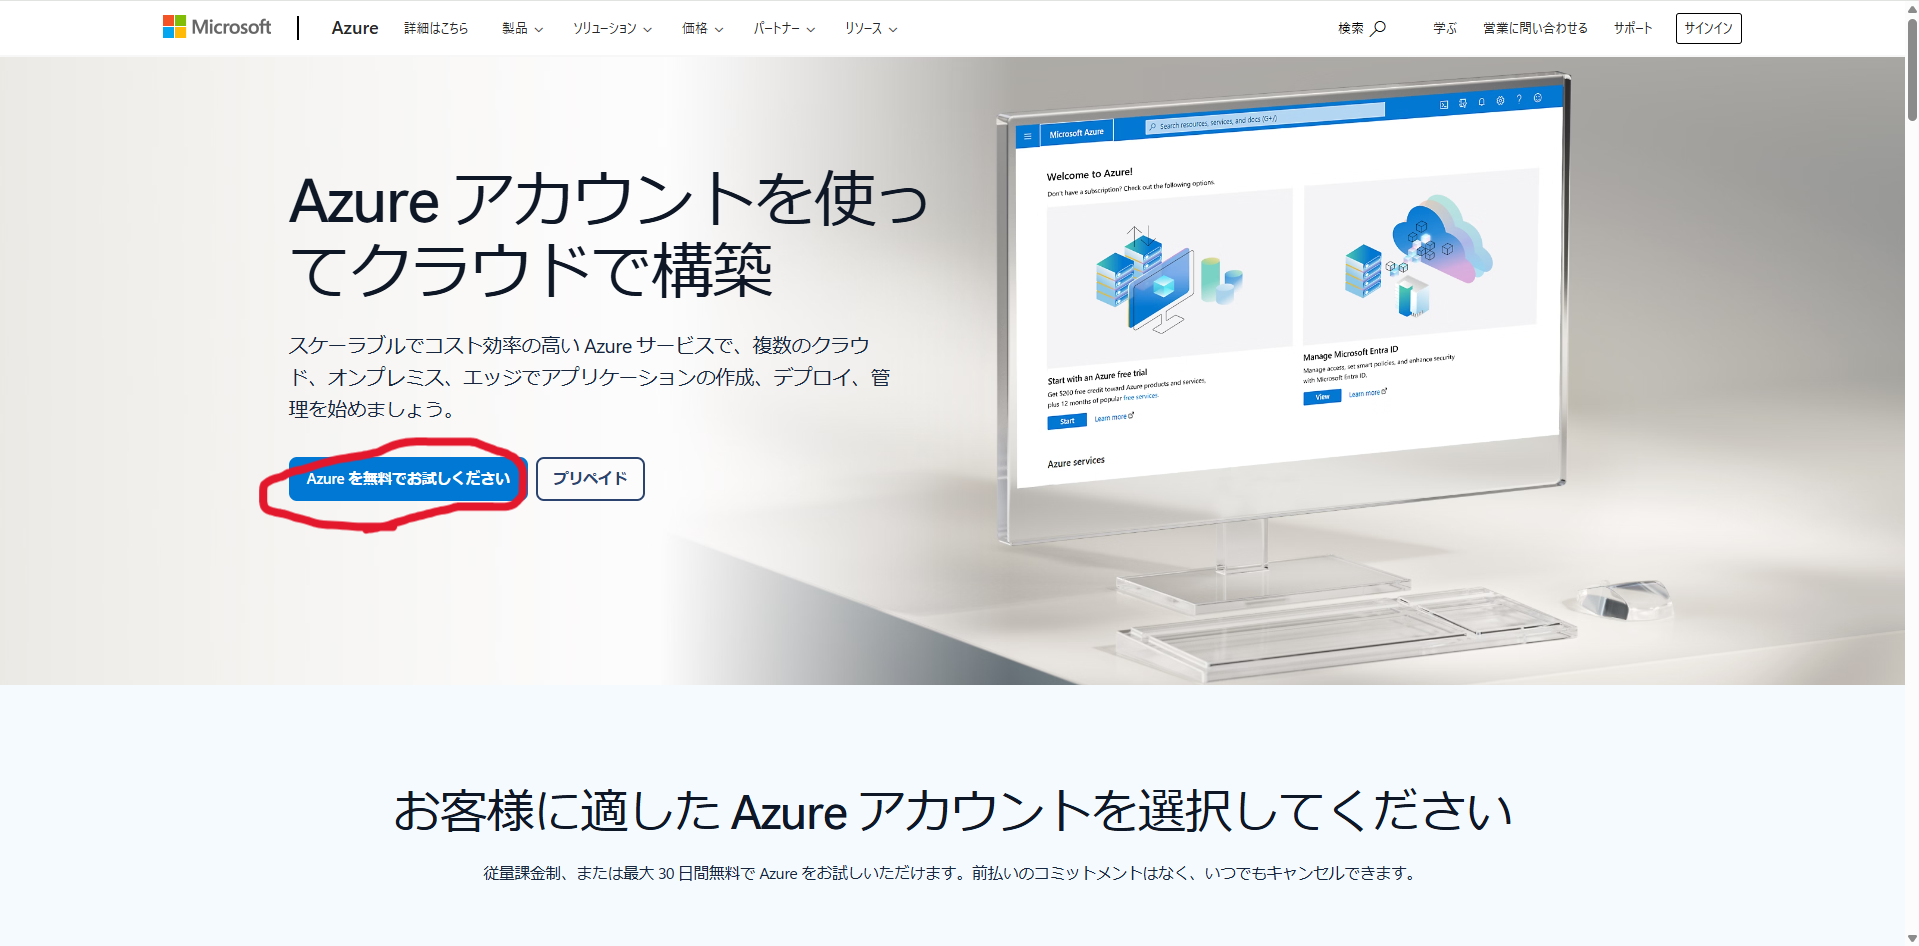 Microsoft
Azure
詳細はこちら
製品
ソリューション
価格
パートナー
リソース
検索
学ぶ
営業に問い合わせる
サポート
サインイン
Azure アカウントを使っ
てクラウドで構築
スケーラブルでコスト効率の高い Azure サービスで、複数のクラウ
ド、オンプレミス、エッジでアプリケーションの作成、デプロイ、管
理を始めましょう。
Azure を無料でお試しください
プリペイド
Microsoft Azure
Search resources, services, and docs (G+/)
Welcome to Azure!
Don't have a subscription? Check out the following options.
Start with an Azure free trial
Get $200 free credit toward Azure products and services,
plus 12 months of popular free services.
Start
Learn more
Manage Microsoft Entra ID
Manage access, set smart policies, and enhance security
with Microsoft Entra ID.
View
Learn more
Azure services
お客様に適した Azure アカウントを選択してください
従量課金制、または最大 30 日間無料で Azure をお試しいただけます。前払いのコミットメントはなく、いつでもキャンセルできます。